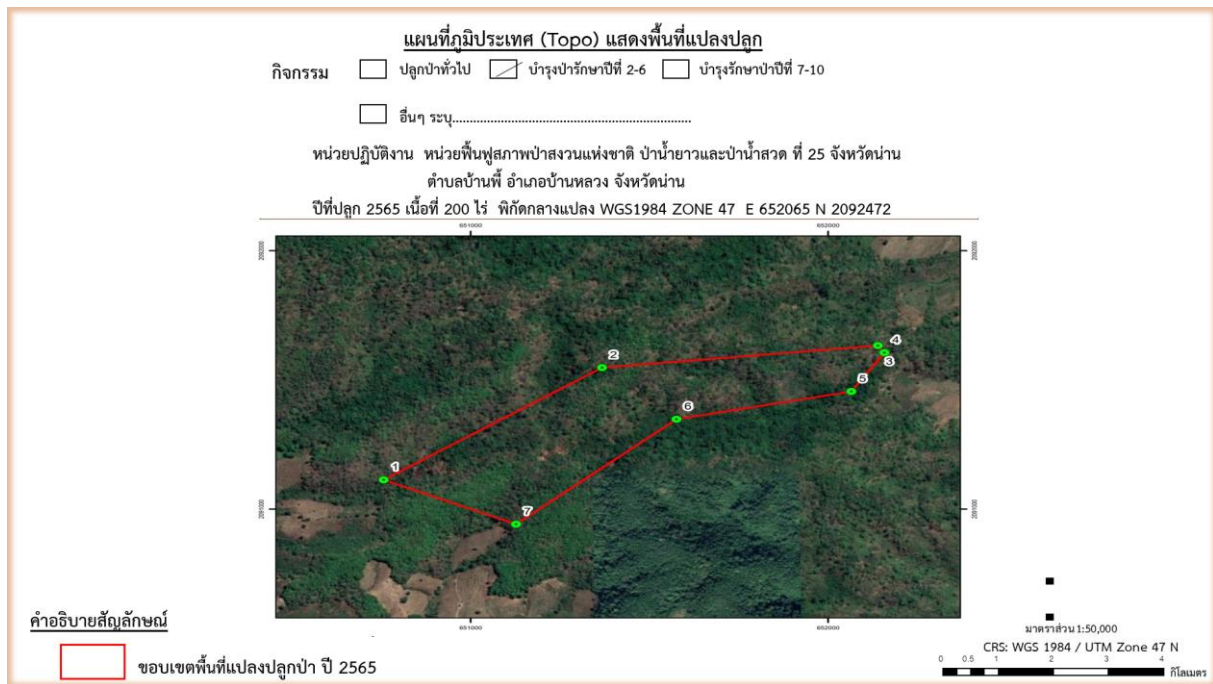 แผนที่ภูมิประเทศ (Topo) แสดงพื้นที่แปลงปลูก
กิจกรรม ปลูกป่าทั่วไป บำรุงป่ารักษาปีที่ 2-6 บำรุงรักษาป่าปีที่ 7-10
อื่นๆ ระบุ......................................................................
หน่วยปฏิบัติงาน หน่วยฟื้นฟูสภาพป่าสงวนแห่งชาติ ป่าน้ำยาวและป่าน้ำสวด ที่ 25 จังหวัดน่าน
ตำบลบ้านพี้ อำเภอบ้านหลวง จังหวัดน่าน
ปีที่ปลูก 2565 เนื้อที่ 200 ไร่ พิกัดกลางแปลง WGS1984 ZONE 47 E 652065 N 2092472
651000 652000
2092000 2092000
4
3
2
5
6
1
7
2091000 2091000
651000 652000
คำอธิบายสัญลักษณ์
ขอบเขตพื้นที่แปลงปลูกป่า ปี 2565
มาตราส่วน 1:50,000
CRS: WGS 1984 / UTM Zone 47 N
0 0.5 1 2 3 4
กิโลเมตร